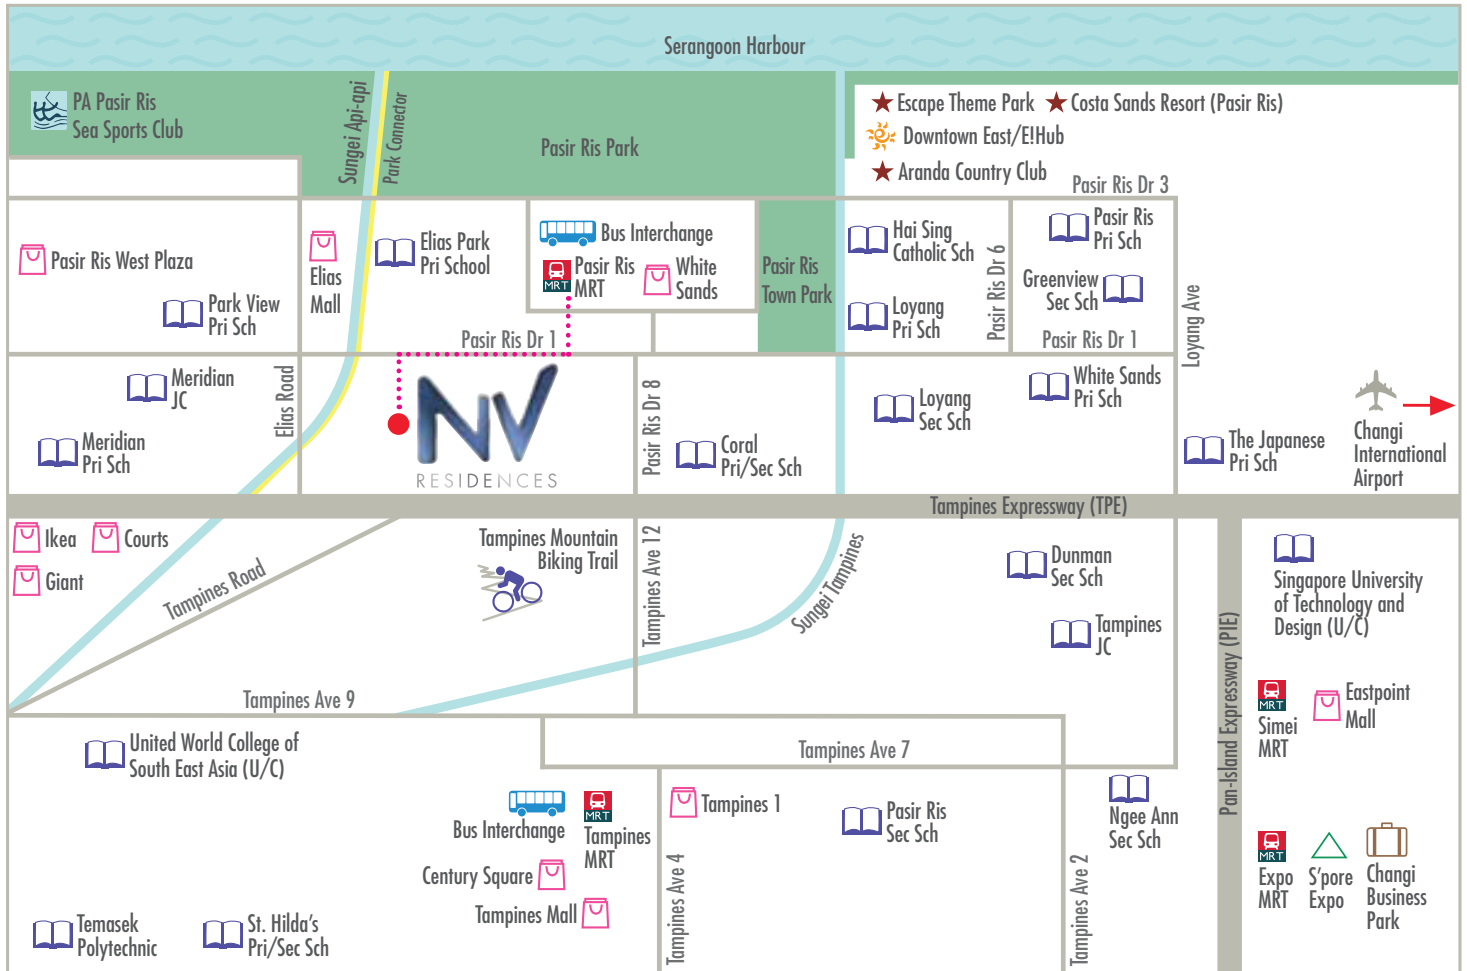 Serangoon Harbour
PA Pasir Ris
Sea Sports Club
Sungei Api-api
Park Connector
Pasir Ris Park
Escape Theme Park
Costa Sands Resort (Pasir Ris)
Downtown East/E!Hub
Aranda Country Club
Pasir Ris Dr 3
Pasir Ris West Plaza
Park View
Pri Sch
Elias
Mall
Elias Park
Pri School
Bus Interchange
MRT
Pasir Ris
MRT
White
Sands
Pasir Ris
Town Park
Hai Sing
Catholic Sch
Loyang
Pri Sch
Pasir Ris Dr 6
Pasir Ris
Pri Sch
Greenview
Sec Sch
Loyang Ave
Pasir Ris Dr 1
Pasir Ris Dr 1
Meridian
JC
Meridian
Pri Sch
Elias Road
NV
RESIDENCES
Pasir Ris Dr 8
Coral
Pri/Sec Sch
Loyang
Sec Sch
White Sands
Pri Sch
The Japanese
Pri Sch
Changi
International
Airport
Tampines Expressway (TPE)
Ikea
Courts
Giant
Tampines Road
Tampines Mountain
Biking Trail
Tampines Ave 12
Sungei Tampines
Dunman
Sec Sch
Tampines
JC
Pan-Island Expressway (PIE)
Singapore University
of Technology and
Design (U/C)
MRT
Simei
MRT
Eastpoint
Mall
Tampines Ave 9
Tampines Ave 7
United World College of
South East Asia (U/C)
Bus Interchange
MRT
Tampines
MRT
Century Square
Tampines Mall
Tampines Ave 4
Tampines 1
Pasir Ris
Sec Sch
Tampines Ave 2
Ngee Ann
Sec Sch
MRT
Expo
MRT
S'pore
Expo
Changi
Business
Park
Temasek
Polytechnic
St. Hilda's
Pri/Sec Sch